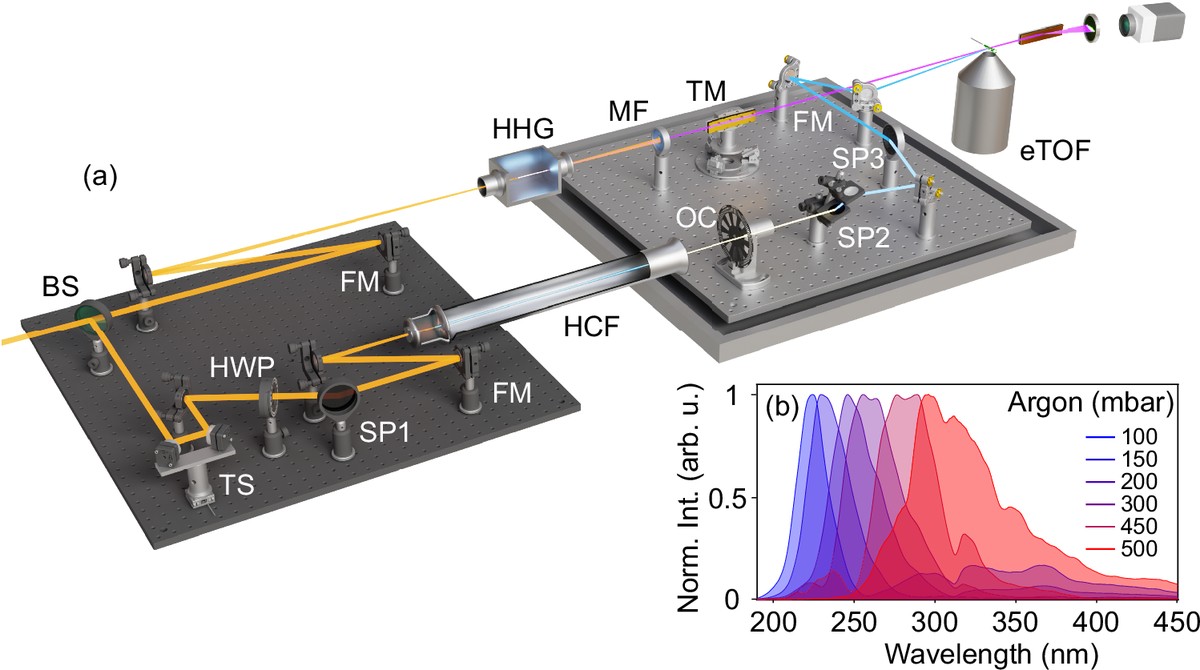 (a)
BS
FM
HHG
MF
TM
FM
SP3
eTOF
OC
SP2
HCF
HWP
FM
SP1
TS
(b)
Argon (mbar)
100
150
200
300
450
500
Norm. Int. (arb. u.)
1
0.5
0
200 250 300 350 400 450
Wavelength (nm)